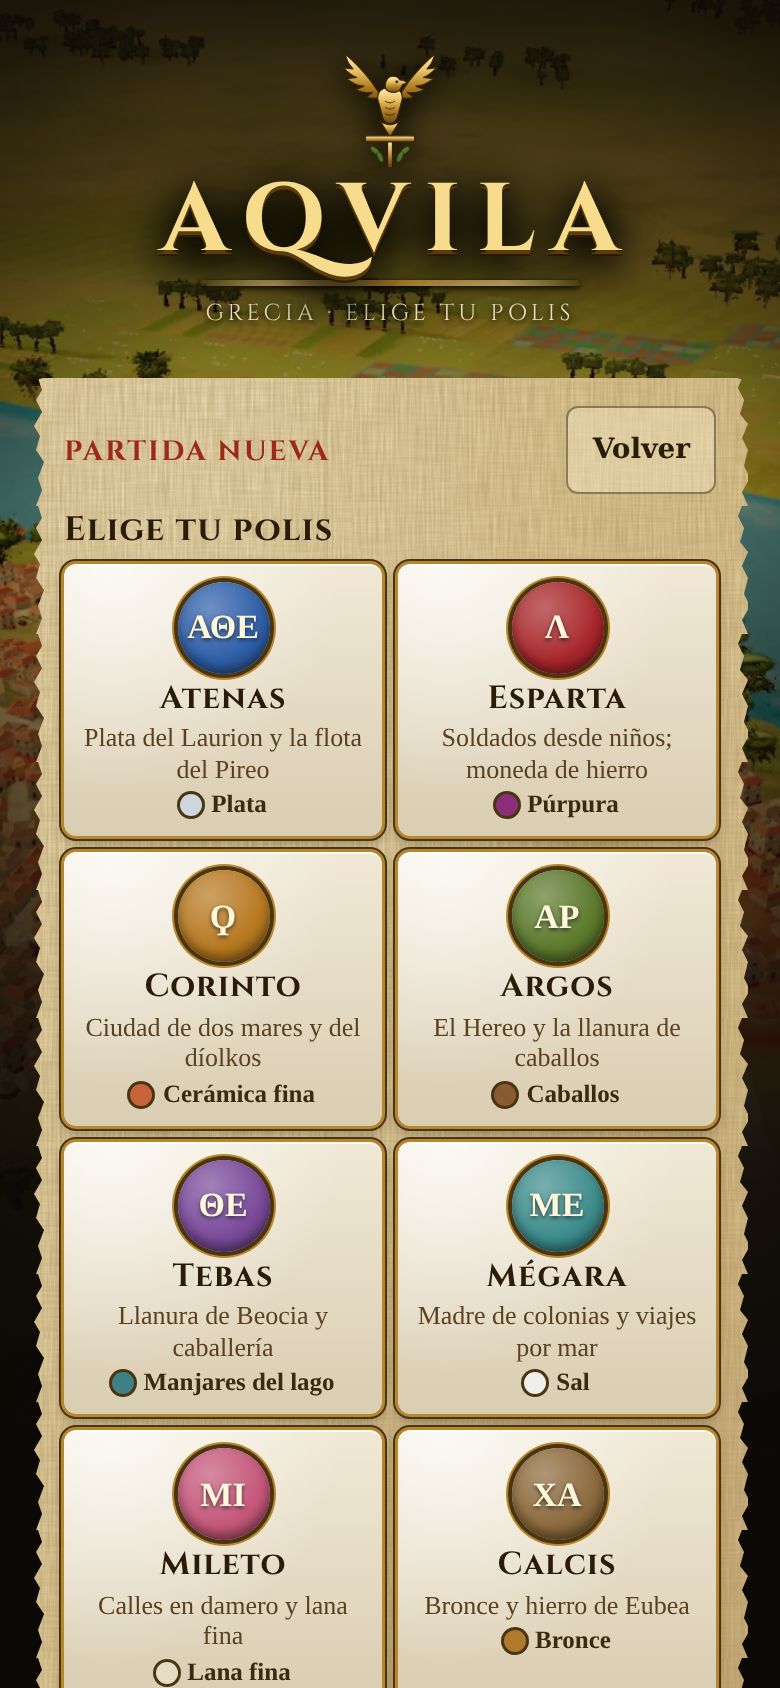 AQVILA
GRECIA · ELIGE TU POLIS
PARTIDA NUEVA
Volver
ELIGE TU POLIS
ΑΘΕ
ATENAS
Plata del Laurion y la flota
del Pireo
Plata
Λ
ESPARTA
Soldados desde niños;
moneda de hierro
Púrpura
Ϙ
CORINTO
Ciudad de dos mares y del
díolkos
Cerámica fina
ΑΡ
ARGOS
El Hereo y la llanura de
caballos
Caballos
ΘΕ
TEBAS
Llanura de Beocia y
caballería
Manjares del lago
ΜΕ
MÉGARA
Madre de colonias y viajes
por mar
Sal
ΜΙ
MILETO
Calles en damero y lana
fina
Lana fina
ΧΑ
CALCIS
Bronce y hierro de Eubea
Bronce